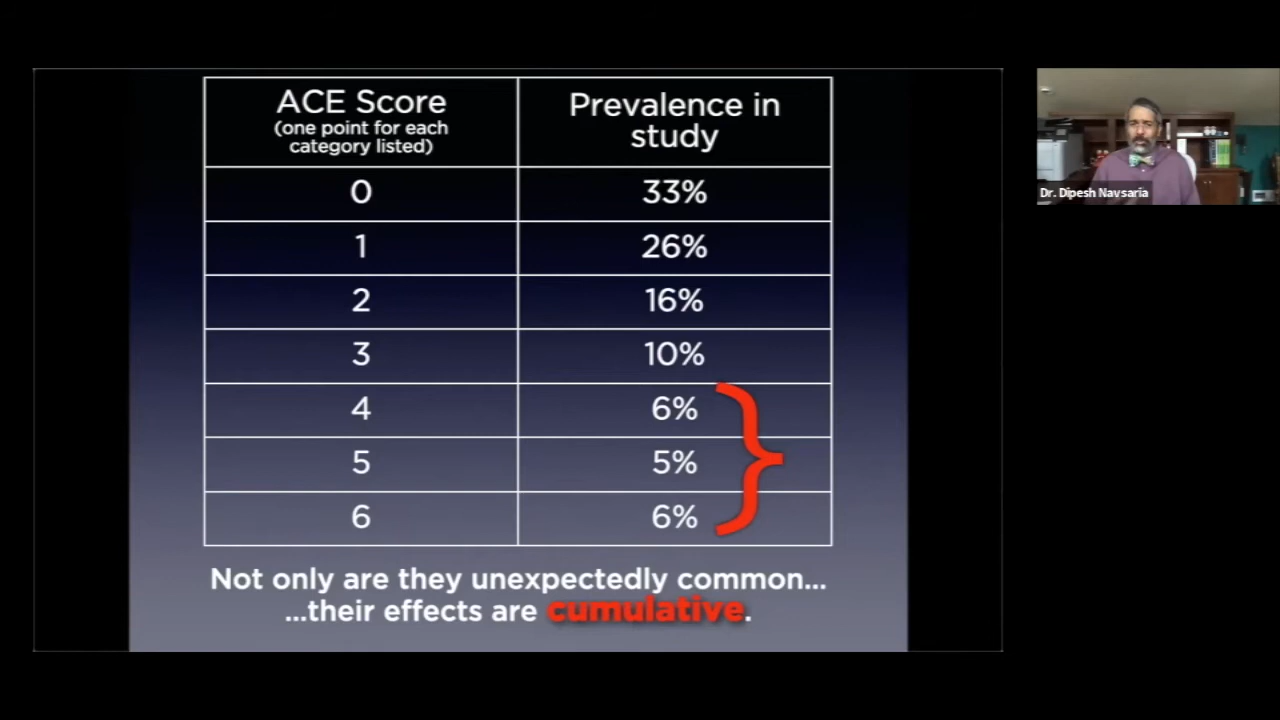 ACE Score
(one point for each
category listed)
Prevalence in
study
0
33%
1
26%
2
16%
3
10%
4
6%
5
5%
6
6%
Not only are they unexpectedly common...
...their effects are cumulative.
Dr. Dipesh Navsaria